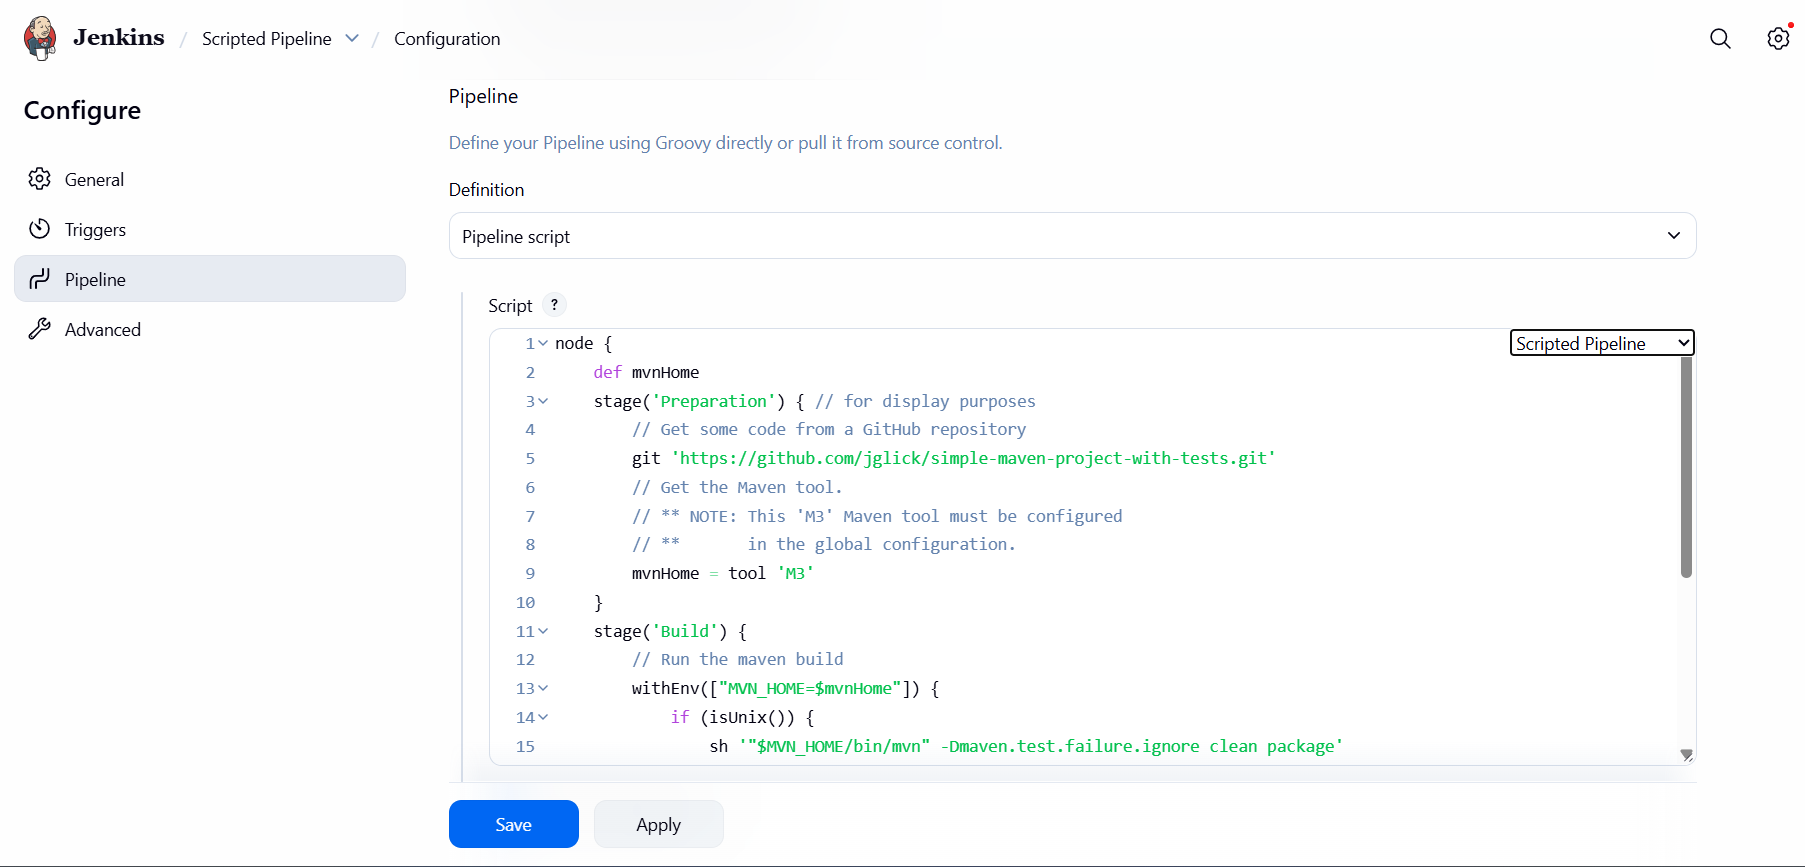 Jenkins / Scripted Pipeline / Configuration
Configure
General
Triggers
Pipeline
Advanced
Pipeline
Define your Pipeline using Groovy directly or pull it from source control.
Definition
Pipeline script
Script ?
Scripted Pipeline
1 node {
2     def mvnHome
3     stage('Preparation') { // for display purposes
4         // Get some code from a GitHub repository
5         git 'https://github.com/jglick/simple-maven-project-with-tests.git'
6         // Get the Maven tool.
7         // ** NOTE: This 'M3' Maven tool must be configured
8         // **       in the global configuration.
9         mvnHome = tool 'M3'
10     }
11     stage('Build') {
12         // Run the maven build
13         withEnv(["MVN_HOME=$mvnHome"]) {
14             if (isUnix()) {
15                 sh '"$MVN_HOME/bin/mvn" -Dmaven.test.failure.ignore clean package'
Save
Apply